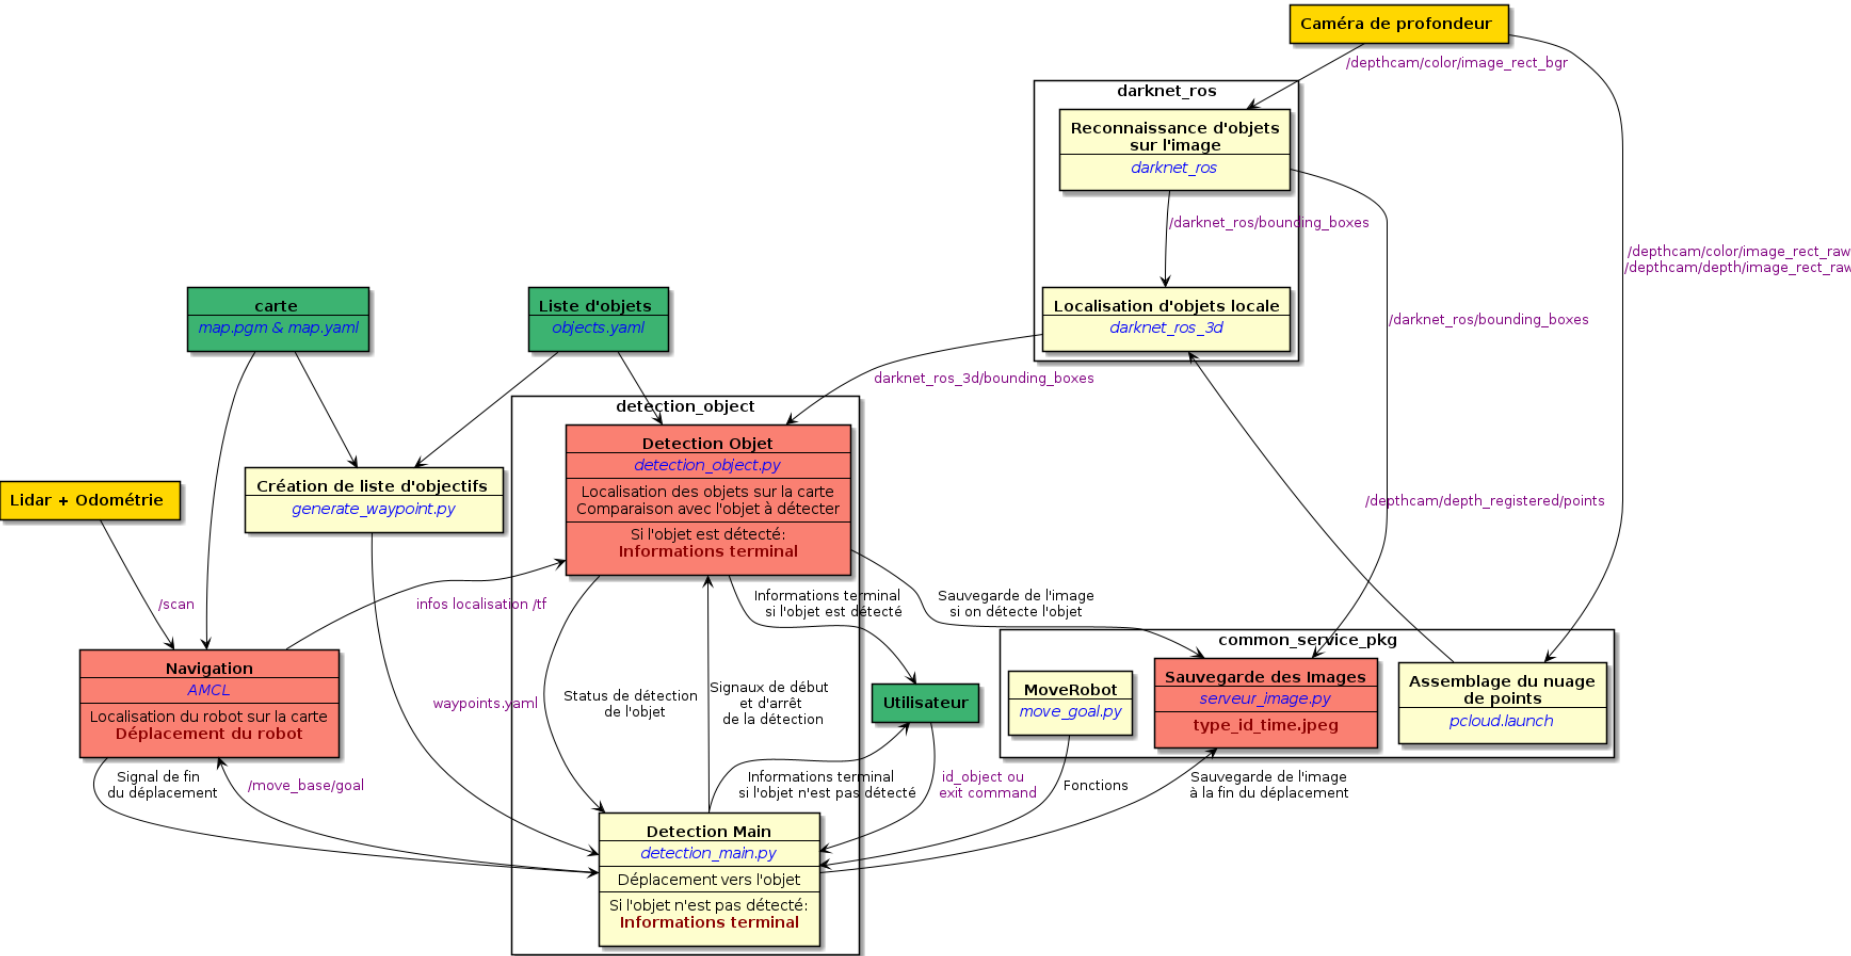 Caméra de profondeur
/depthcam/color/image_rect_bgr
darknet_ros
Reconnaissance d'objets
sur l'image
darknet_ros
/darknet_ros/bounding_boxes
/depthcam/color/image_rect_raw
/depthcam/depth/image_rect_raw
carte
map.pgm & map.yaml
Liste d'objets
objects.yaml
Localisation d'objets locale
darknet_ros_3d
/darknet_ros/bounding_boxes
darknet_ros_3d/bounding_boxes
detection_object
Detection Objet
detection_object.py
Localisation des objets sur la carte
Comparaison avec l'objet à détecter
Si l'objet est détecté:
Informations terminal
Lidar + Odométrie
Création de liste d'objectifs
generate_waypoint.py
/depthcam/depth_registered/points
/scan
infos localisation /tf
Informations terminal
si l'objet est détecté
Sauvegarde de l'image
si on détecte l'objet
common_service_pkg
Navigation
AMCL
Localisation du robot sur la carte
Déplacement du robot
waypoints.yaml
Status de détection
de l'objet
Signaux de début
et d'arrêt
de la détection
Utilisateur
MoveRobot
move_goal.py
Sauvegarde des Images
serveur_image.py
type_id_time.jpeg
Assemblage du nuage
de points
pcloud.launch
Signal de fin
du déplacement
/move_base/goal
Informations terminal
si l'objet n'est pas détecté
id_object ou
exit command
Fonctions
Sauvegarde de l'image
à la fin du déplacement
Detection Main
detection_main.py
Déplacement vers l'objet
Si l'objet n'est pas détecté:
Informations terminal